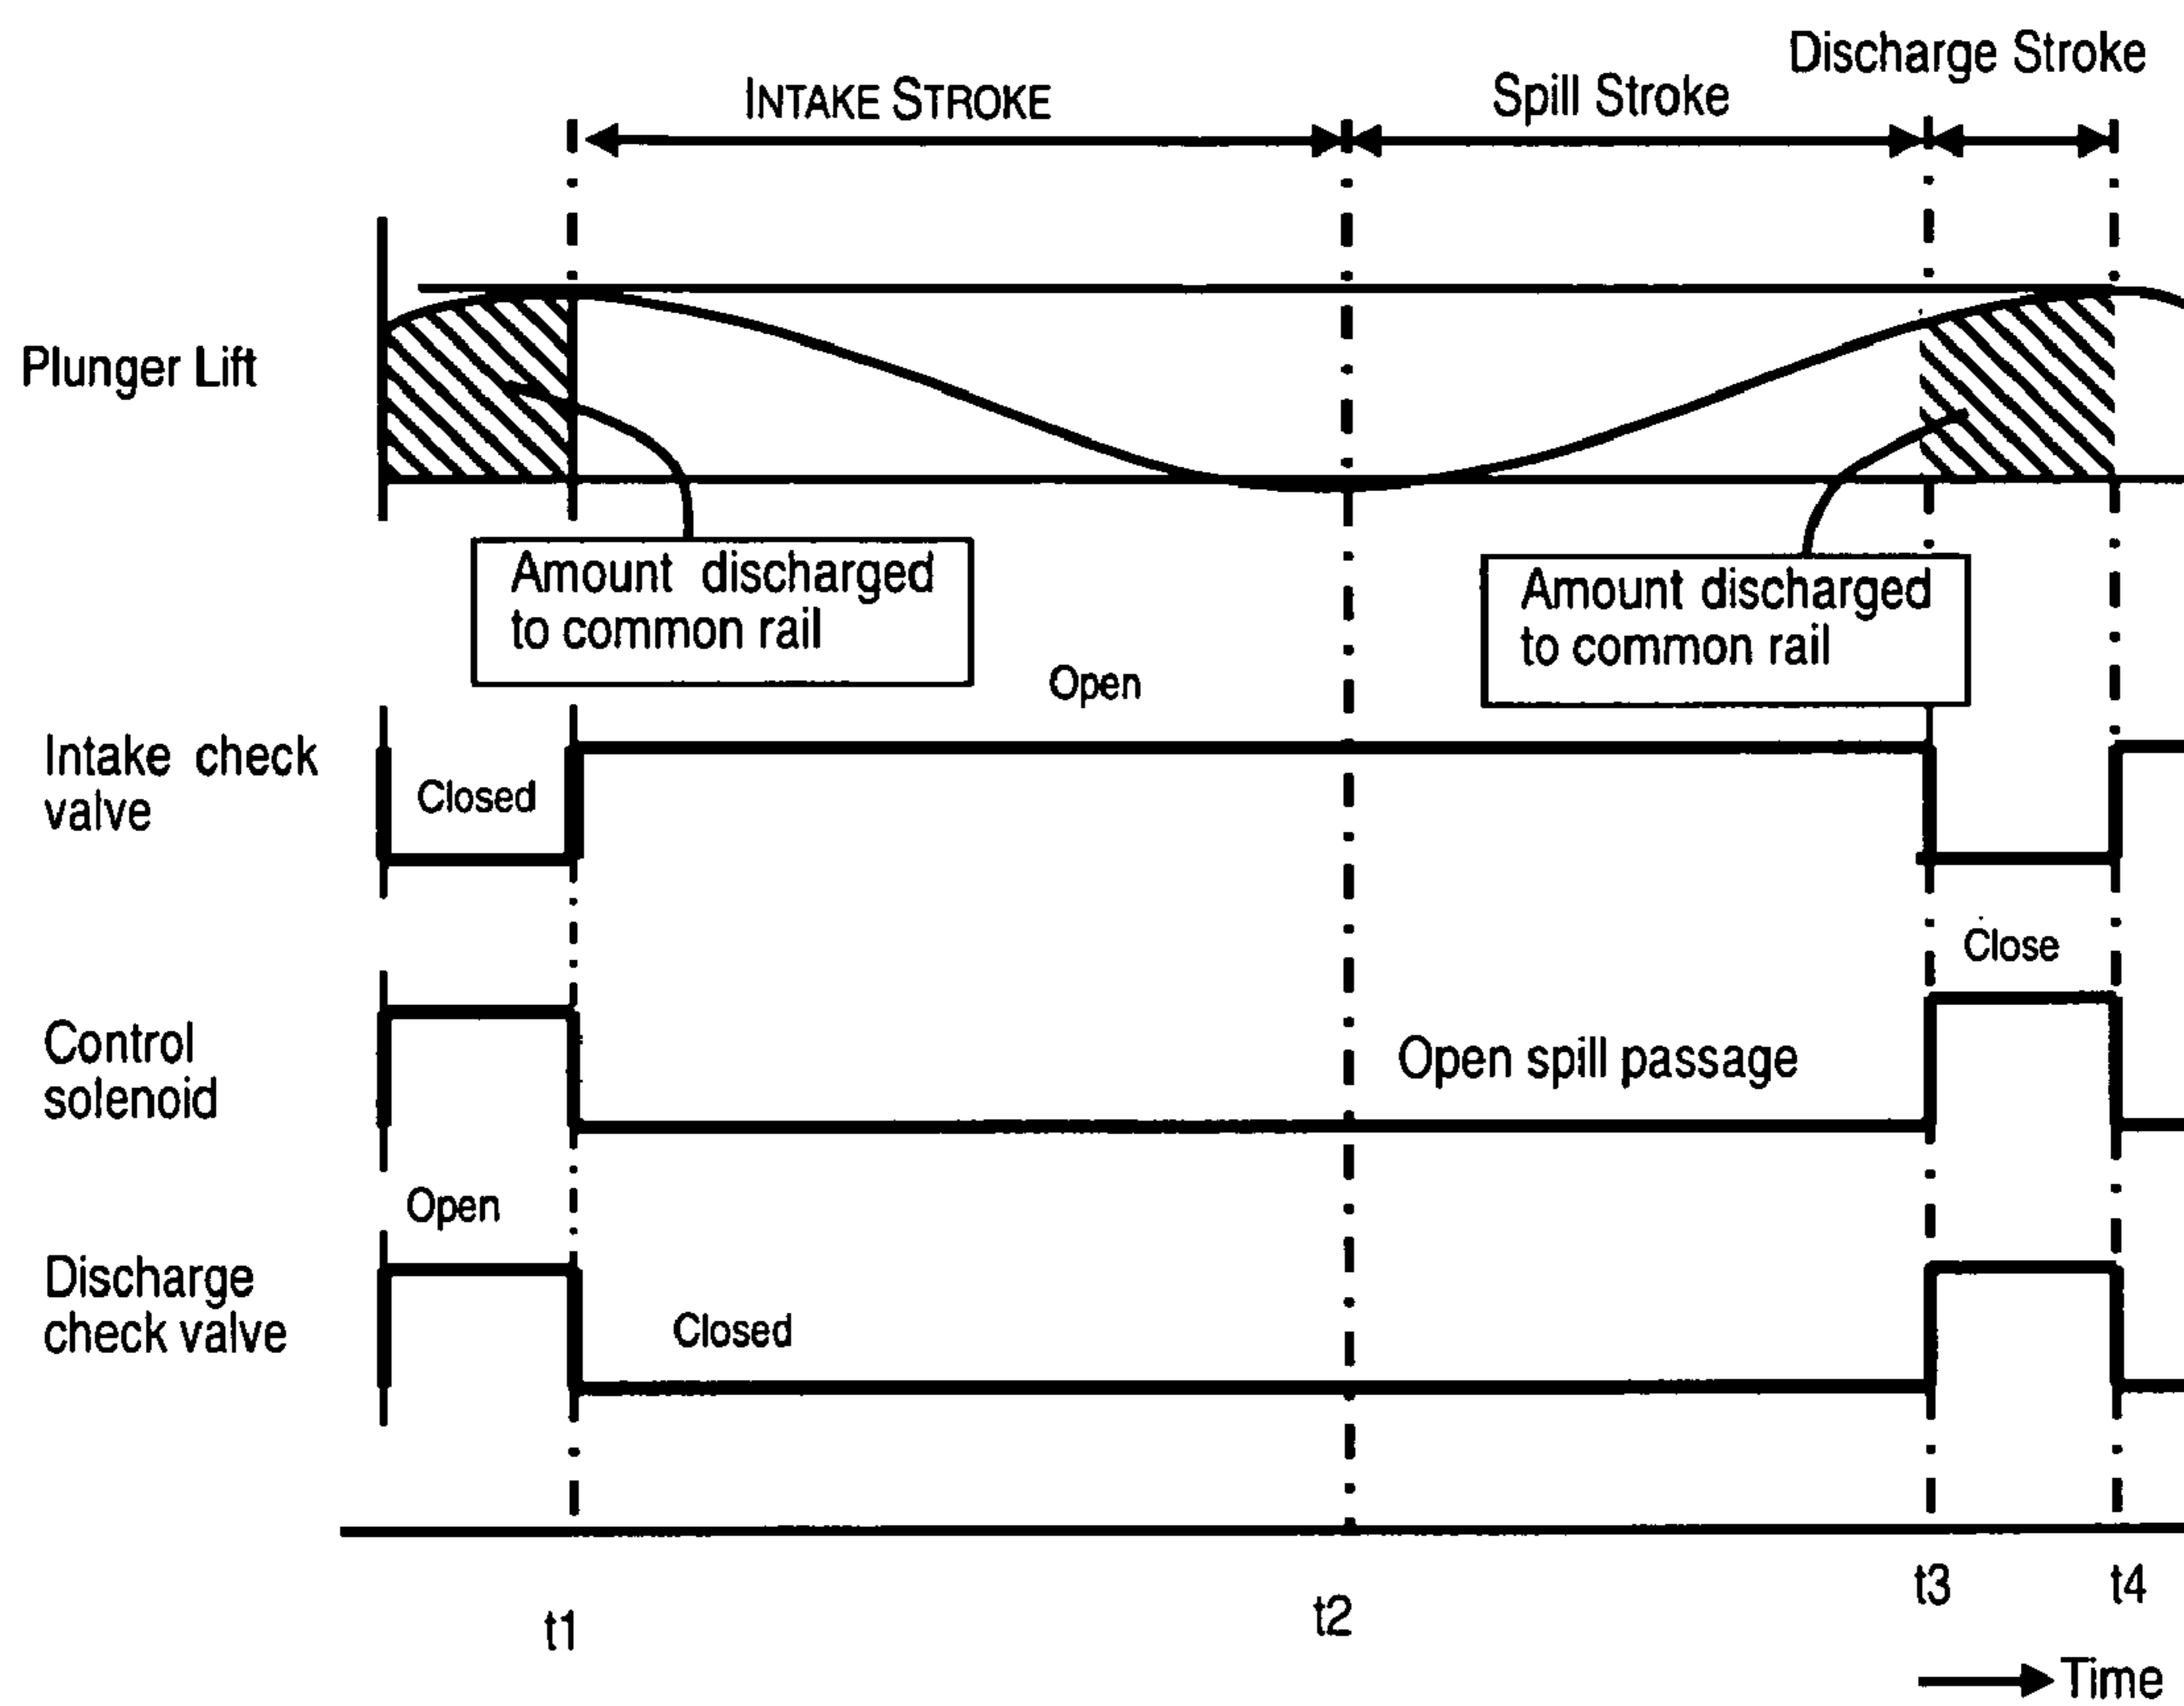 Discharge Stroke
INTAKE STROKE
Spill Stroke
Plunger Lift
Amount discharged
to common rail
Amount discharged
to common rail
Open
Intake check
valve
Closed
Close
Control
solenoid
Open spill passage
Open
Discharge
check valve
Closed
t1
t2
t3
t4
Time